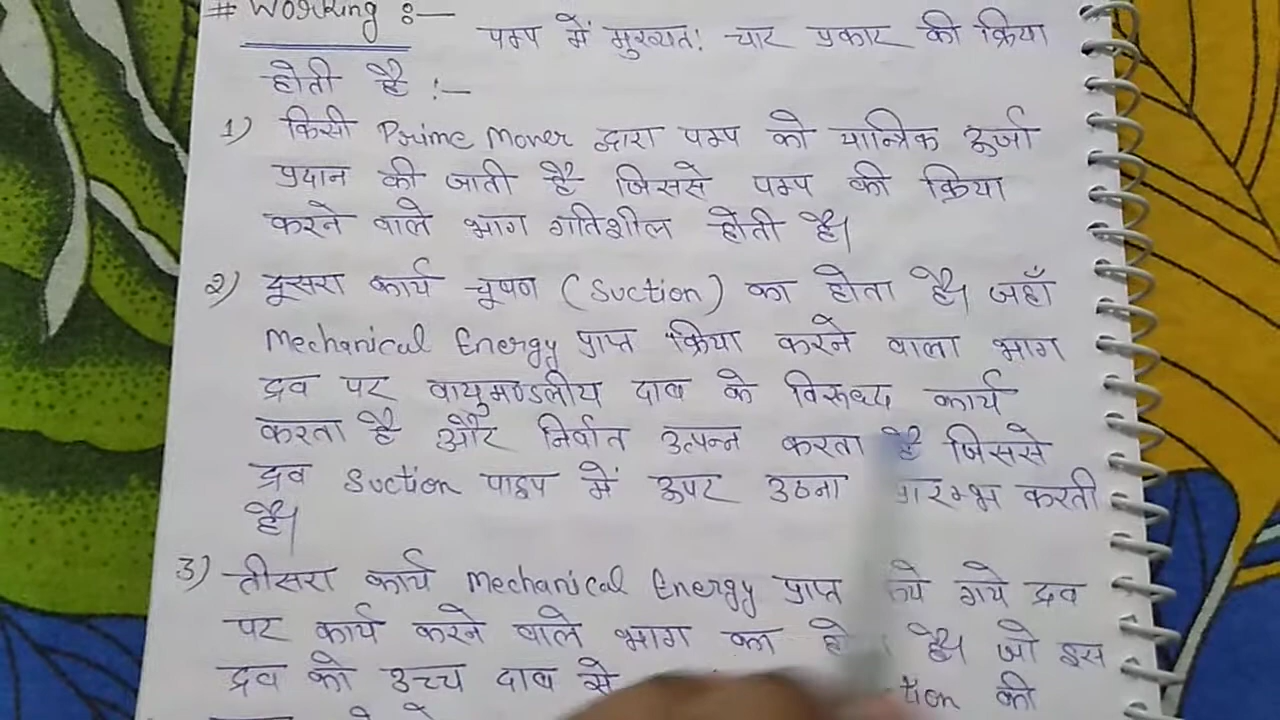 # Working :—
पम्प में मुख्यत: चार प्रकार की क्रिया
होती है :—
1) किसी Prime Mover द्वारा पम्प को यान्त्रिक ऊर्जा
प्रदान की जाती है जिससे पम्प की क्रिया
करने वाले भाग गतिशील होती है।
2) दूसरा कार्य चूषण (Suction) का होता है। जहाँ
Mechanical Energy प्राप्त क्रिया करने वाला भाग
द्रव पर वायुमण्डलीय दाब के विरूध्द कार्य
करता है और निर्वात उत्पन्न करता है जिससे
द्रव Suction पाइप में ऊपर उठना प्रारम्भ करती
है।
3) तीसरा कार्य Mechanical Energy प्राप्त किये गये द्रव
पर कार्य करने वाले भाग का होता है। जो इस
द्रव को उच्च दाब से की